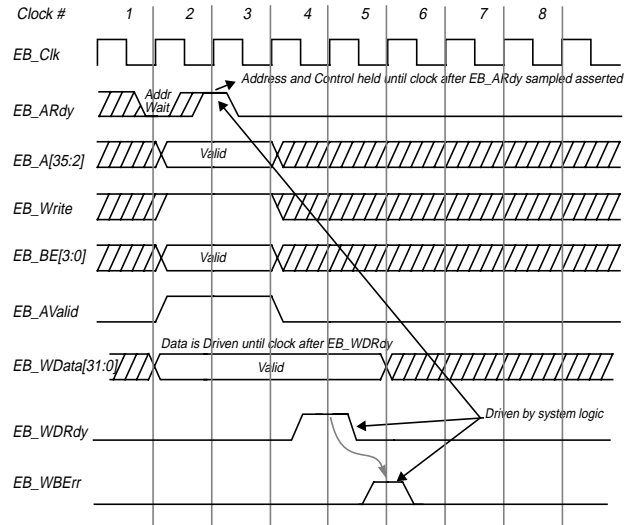 Clock # 1 2 3 4 5 6 7 8
EB_Clk
Address and Control held until clock after EB_ARdy sampled asserted
Addr
Wait
EB_ARdy
Valid
EB_A[35:2]
EB_Write
EB_BE[3:0]
Valid
EB_AValid
Data is Driven until clock after EB_WDRdy
EB_WData[31:0]
Valid
Driven by system logic
EB_WDRdy
EB_WBErr